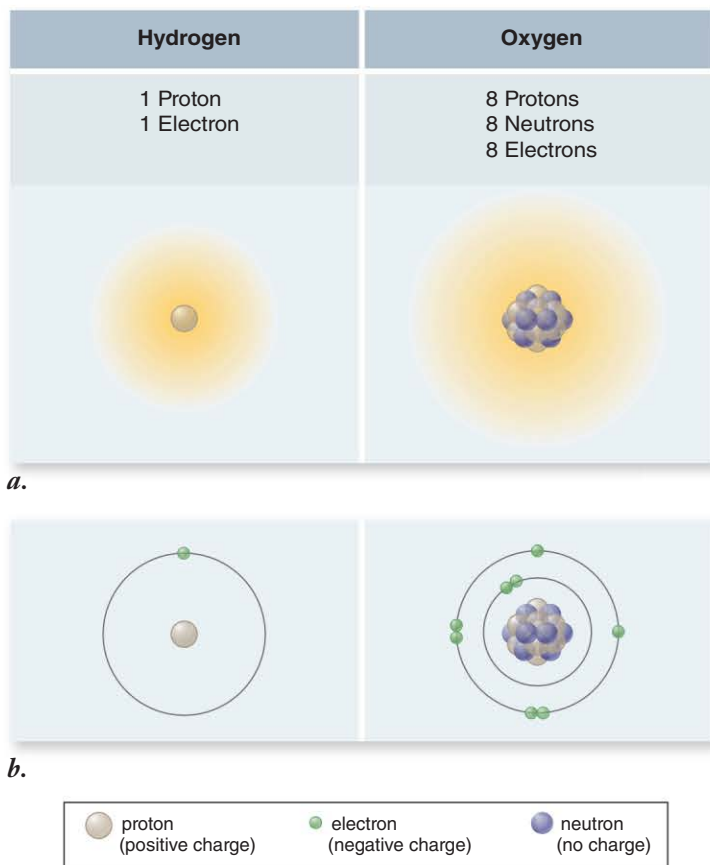 Hydrogen
Oxygen
1 Proton
1 Electron
8 Protons
8 Neutrons
8 Electrons
a.
b.
proton
(positive charge)
electron
(negative charge)
neutron
(no charge)